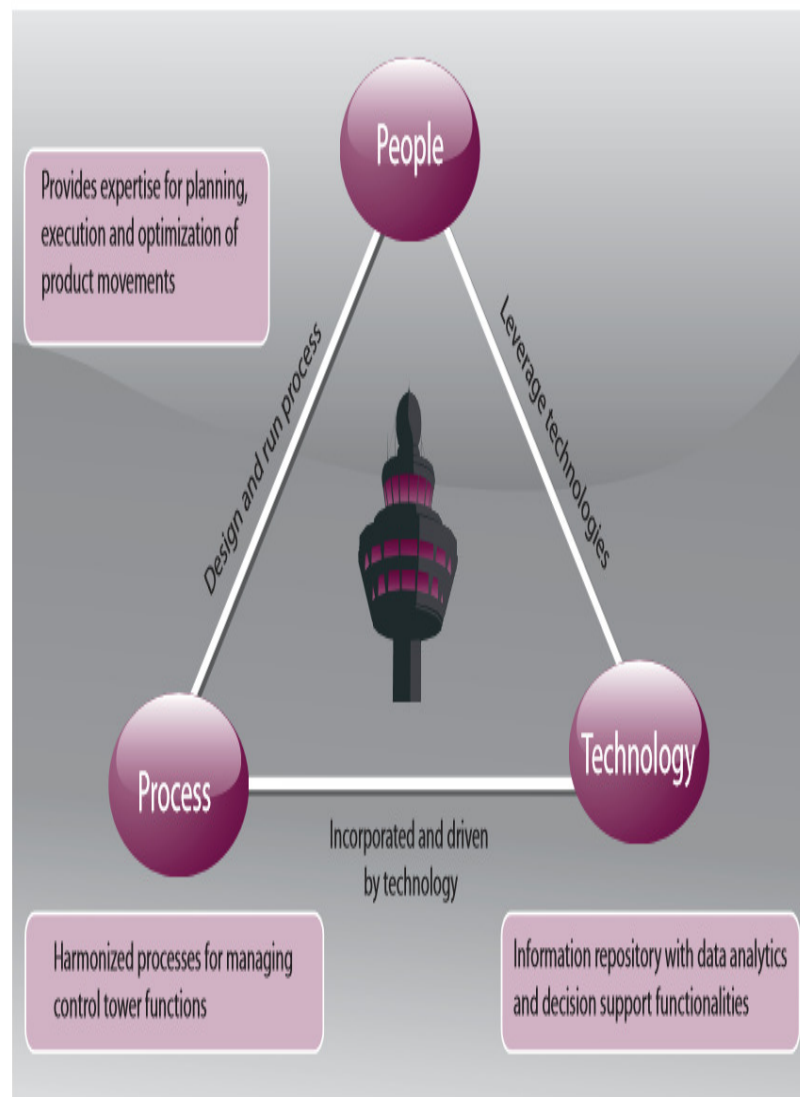 People
Provides expertise for planning,
execution and optimization of
product movements
Design and run process
Leverage technologies
Process
Technology
Incorporated and driven
by technology
Harmonized processes for managing
control tower functions
Information repository with data analytics
and decision support functionalities